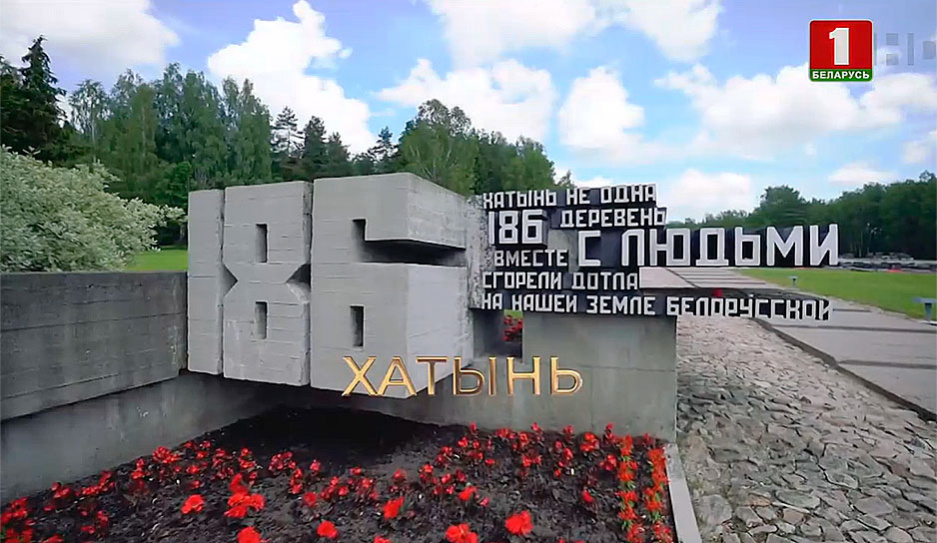 1
БЕЛАРУСЬ
186
ХАТЫНЬ НЕ ОДНА
186 ДЕРЕВЕНЬ
ВМЕСТЕ С ЛЮДЬМИ
СГОРЕЛИ ДОТЛА
НА НАШЕЙ ЗЕМЛЕ БЕЛОРУССКОЙ
ХАТЫНЬ